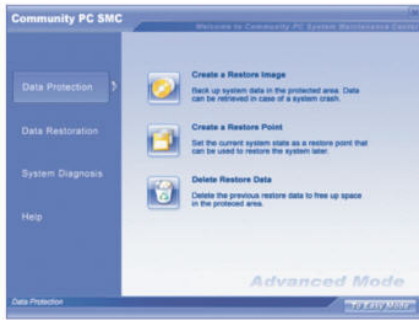 Community PC SMC
Welcome to Community PC System Maintenance Center
Data Protection
Data Restoration
System Diagnosis
Help
Create a Restore Image
Back up system data in the protected area. Data
can be retrieved in case of a system crash.
Create a Restore Point
Set the current system state as a restore point that
can be used to restore the system later.
Delete Restore Data
Delete the previous restore data to free up space
in the proteced area.
Advanced Mode
Data Protection
To Easy Mode